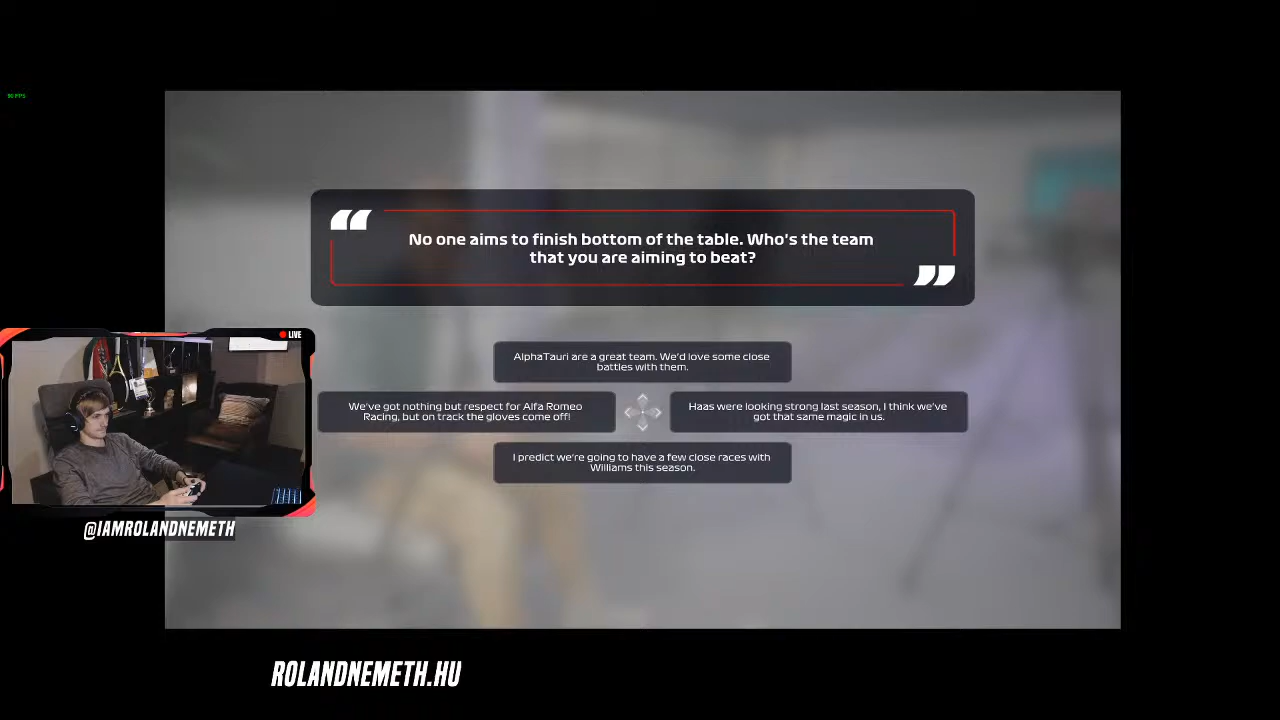 90 FPS
No one aims to finish bottom of the table. Who's the team
that you are aiming to beat?
LIVE
AlphaTauri are a great team. We'd love some close
battles with them.
We've got nothing but respect for Alfa Romeo
Racing, but on track the gloves come off!
Haas were looking strong last season, I think we've
got that same magic in us.
I predict we're going to have a few close races with
Williams this season.
@IAMROLANDNEMETH
ROLANDNEMETH.HU